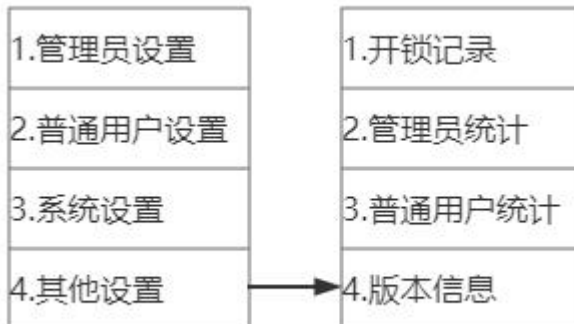 1.管理员设置
2.普通用户设置
3.系统设置
4.其他设置
1.开锁记录
2.管理员统计
3.普通用户统计
4.版本信息